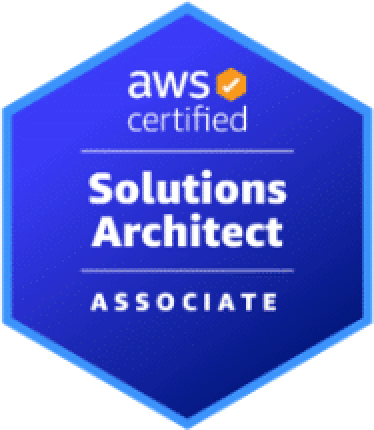 aws
certified
Solutions
Architect
ASSOCIATE